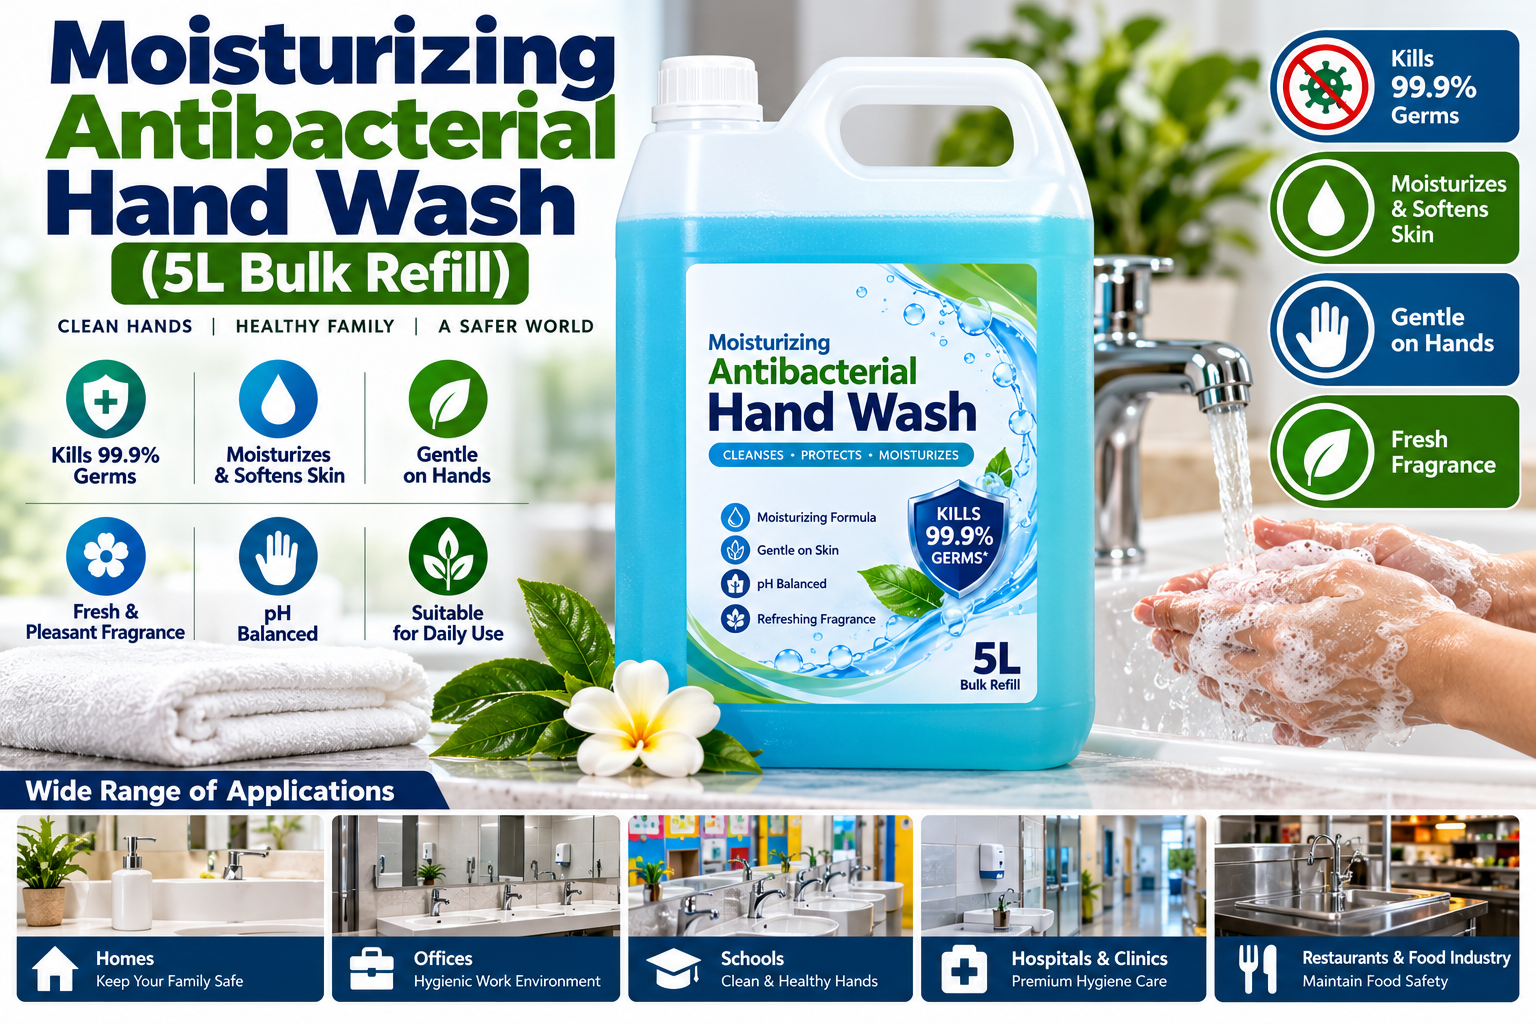 Moisturizing
Antibacterial
Hand Wash
(5L Bulk Refill)
CLEAN HANDS | HEALTHY FAMILY | A SAFER WORLD
Kills 99.9%
Germs
Moisturizes
& Softens Skin
Gentle
on Hands
Fresh &
Pleasant Fragrance
pH
Balanced
Suitable
for Daily Use
Moisturizing
Antibacterial
Hand Wash
CLEANSES • PROTECTS • MOISTURIZES
Moisturizing Formula
Gentle on Skin
pH Balanced
Refreshing Fragrance
KILLS
99.9%
GERMS*
5L
Bulk Refill
Kills
99.9%
Germs
Moisturizes
& Softens
Skin
Gentle
on Hands
Fresh
Fragrance
Wide Range of Applications
Homes
Keep Your Family Safe
Offices
Hygienic Work Environment
Schools
Clean & Healthy Hands
Hospitals & Clinics
Premium Hygiene Care
Restaurants & Food Industry
Maintain Food Safety